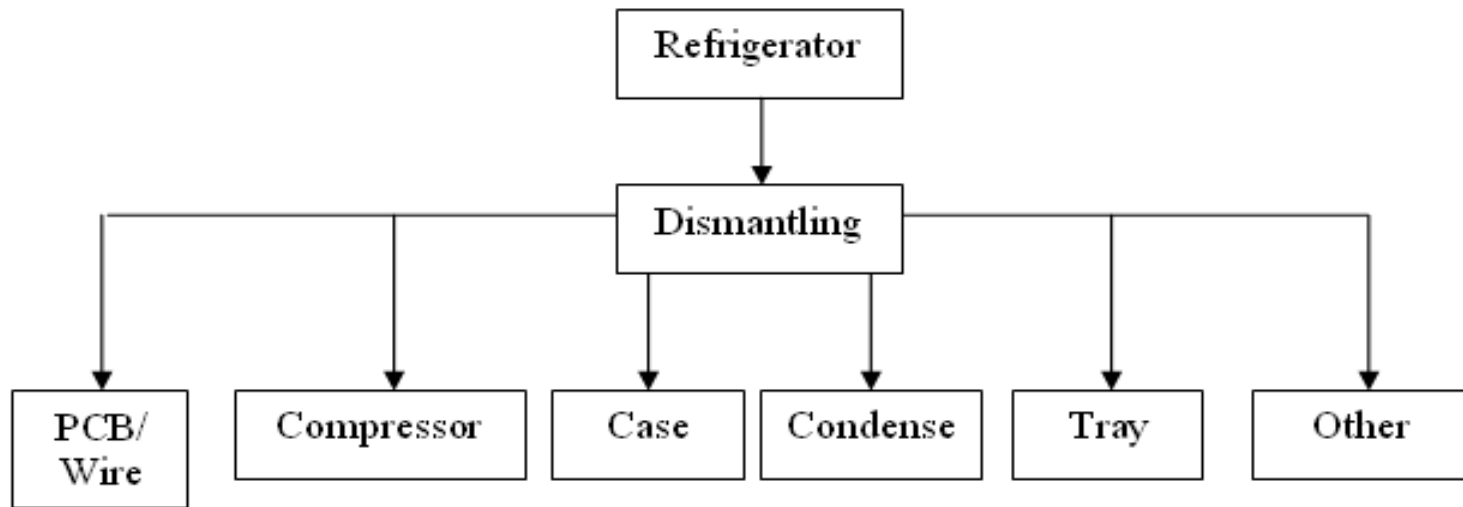 Refrigerator
Dismantling
PCB/
Wire
Compressor
Case
Condense
Tray
Other